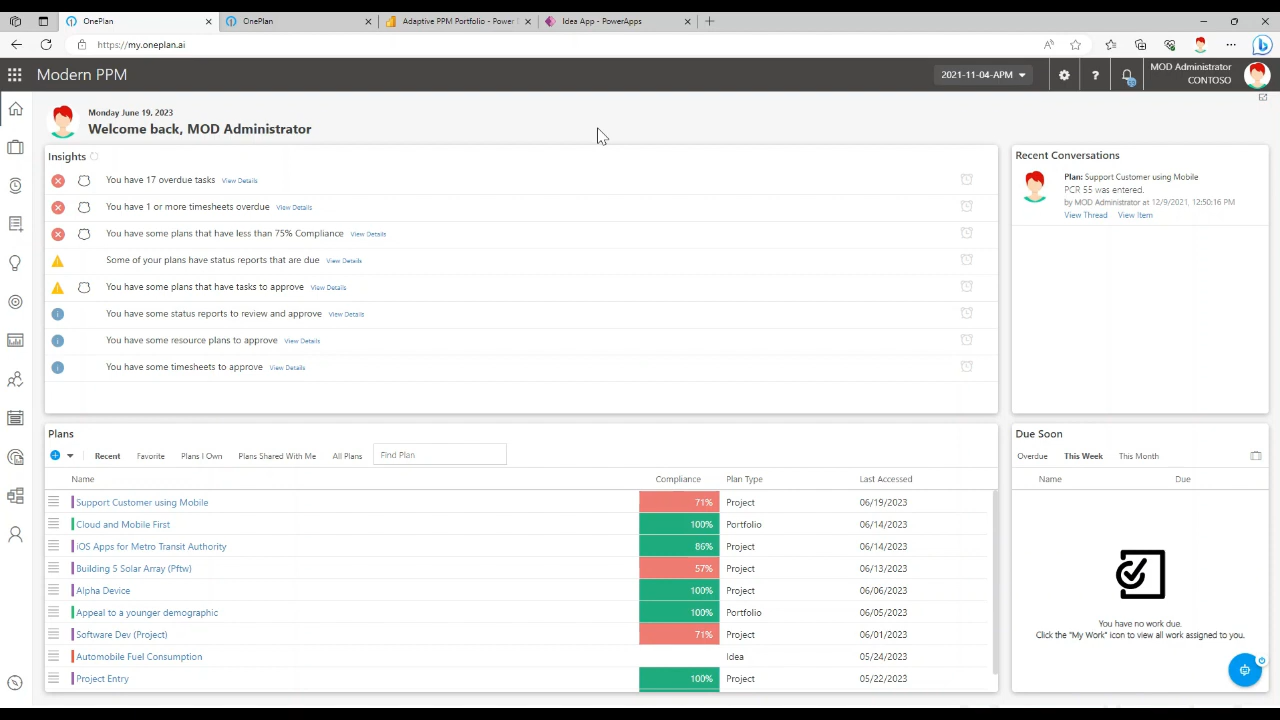 OnePlan
OnePlan
Adaptive PPM Portfolio - Power
Idea App - PowerApps
https://my.oneplan.ai
Modern PPM
2021-11-04-APM
MOD Administrator
CONTOSO
Monday June 19, 2023
Welcome back, MOD Administrator
Insights
You have 17 overdue tasks View Details
You have 1 or more timesheets overdue View Details
You have some plans that have less than 75% Compliance View Details
Some of your plans have status reports that are due View Details
You have some plans that have tasks to approve View Details
You have some status reports to review and approve View Details
You have some resource plans to approve View Details
You have some timesheets to approve View Details
Recent Conversations
Plan: Support Customer using Mobile
PCR 55 was entered.
by MOD Administrator at 12/9/2021, 12:50:16 PM
View Thread View Item
Plans
Recent Favorite Plans I Own Plans Shared With Me All Plans Find Plan
Name Compliance Plan Type Last Accessed
Support Customer using Mobile 71% Project 06/19/2023
Cloud and Mobile First 100% Portfolio 06/14/2023
iOS Apps for Metro Transit Authority 86% Project 06/14/2023
Building 5 Solar Array (Pftw) 57% Project 06/13/2023
Alpha Device 100% Project 06/06/2023
Appeal to a younger demographic 100% Portfolio 06/05/2023
Software Dev (Project) 71% Project 06/01/2023
Automobile Fuel Consumption Idea 05/24/2023
Project Entry 100% Project 05/22/2023
Due Soon
Overdue This Week This Month
Name Due
You have no work due.
Click the "My Work" icon to view all work assigned to you.